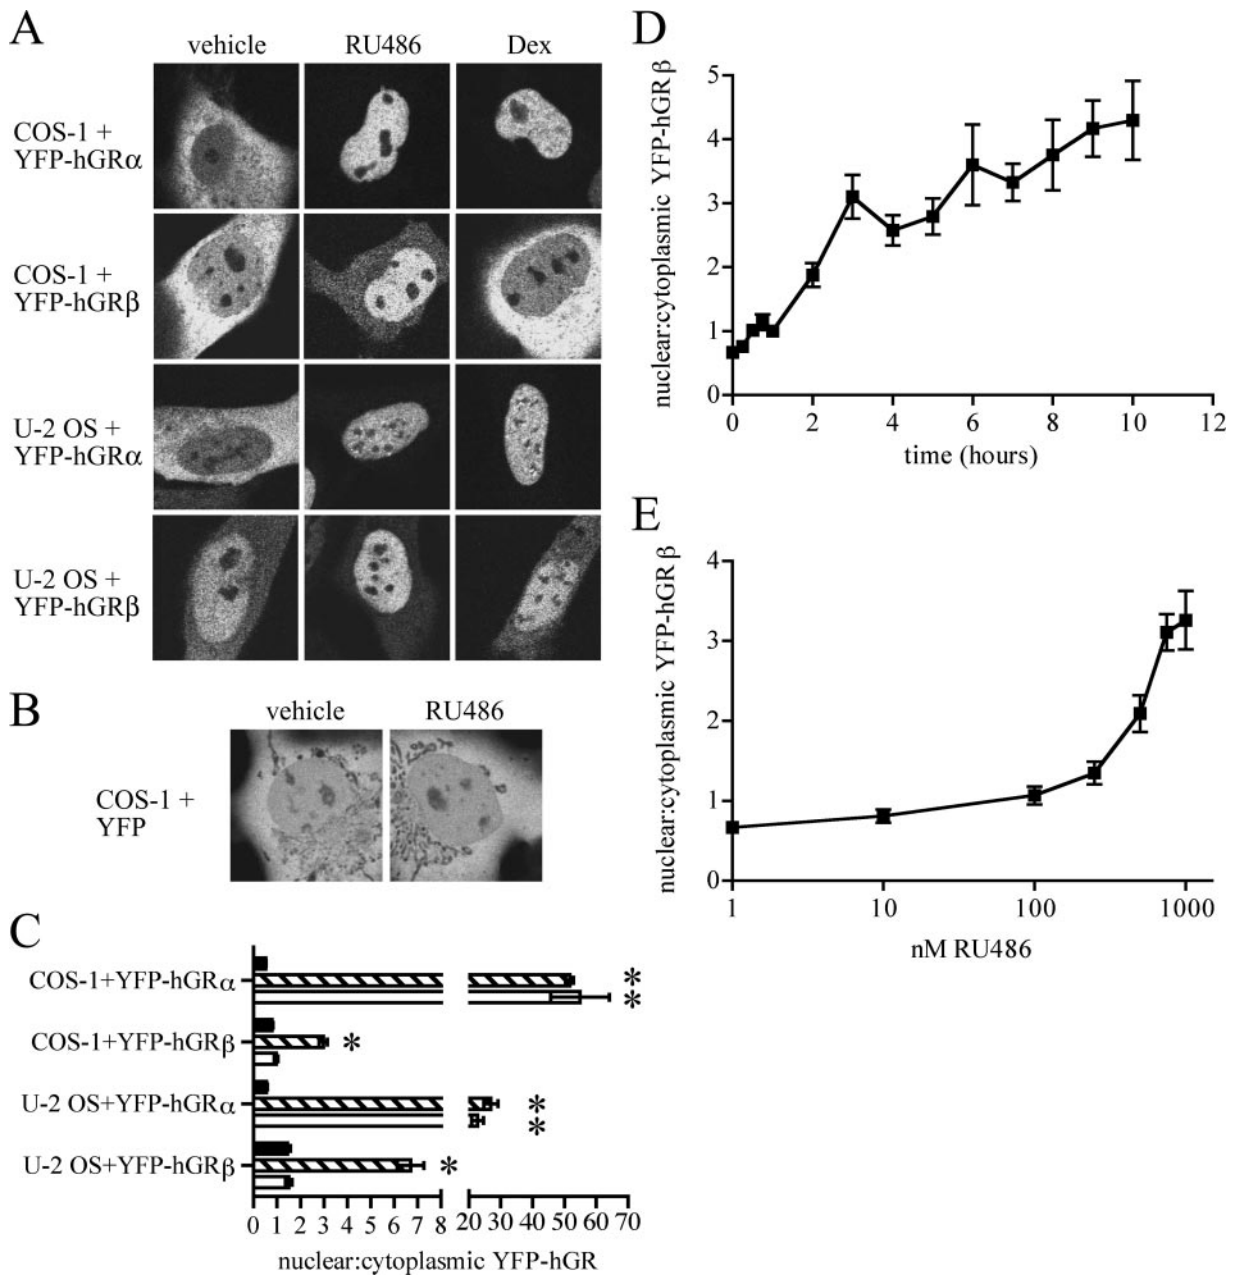 A
vehicle RU486 Dex
COS-1 +
YFP-hGRα
COS-1 +
YFP-hGRβ
U-2 OS +
YFP-hGRα
U-2 OS +
YFP-hGRβ
B
vehicle RU486
COS-1 +
YFP
C
COS-1+YFP-hGRα
*
*
COS-1+YFP-hGRβ
*
U-2 OS+YFP-hGRα
*
*
U-2 OS+YFP-hGRβ
*
0 1 2 3 4 5 6 7 8 20 30 40 50 60 70
nuclear:cytoplasmic YFP-hGR
D
nuclear:cytoplasmic YFP-hGRβ
5
4
3
2
1
0
0 2 4 6 8 10 12
time (hours)
E
nuclear:cytoplasmic YFP-hGRβ
4
3
2
1
0
1 10 100 1000
nM RU486